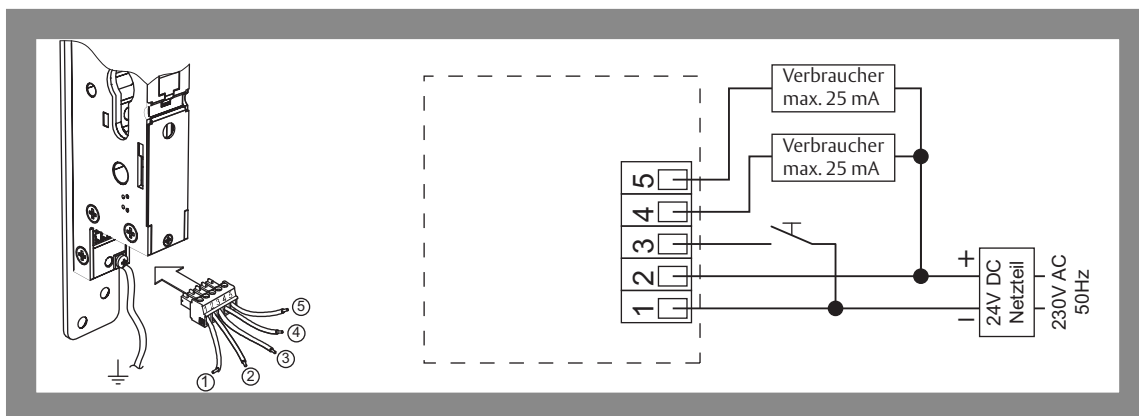 ①
②
③
④
⑤
Verbraucher
max. 25 mA
Verbraucher
max. 25 mA
5
4
3
2
1
+
–
24V DC
Netzteil
230V AC
50Hz